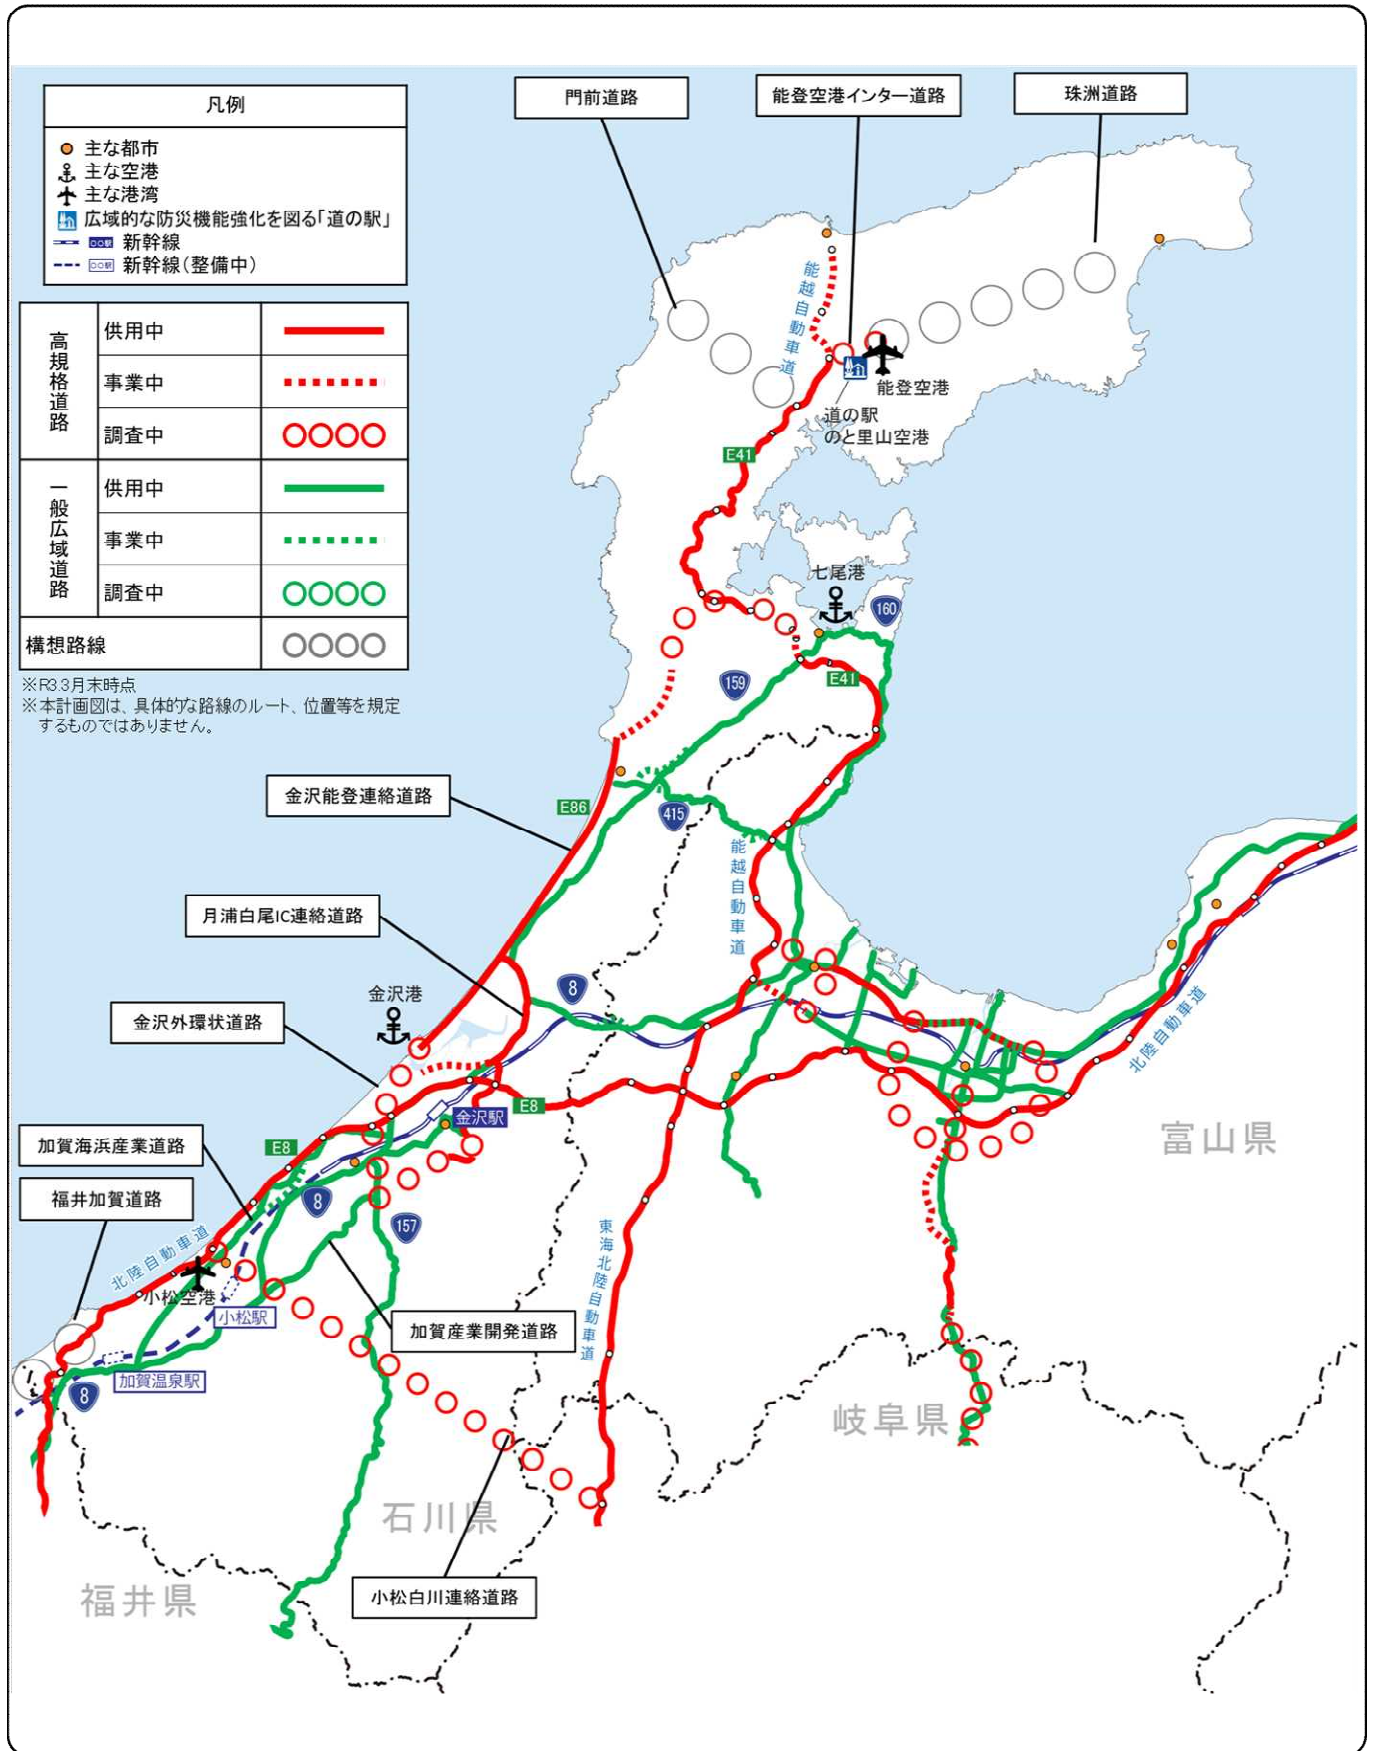 門前道路
能登空港インター道路
珠洲道路
凡例
主な都市
主な空港
主な港湾
広域的な防災機能強化を図る「道の駅」
○○駅 新幹線
○○駅 新幹線(整備中)
高規格道路
供用中
事業中
調査中
一般広域道路
供用中
事業中
調査中
構想路線
※R3.3月末時点
※本計画図は、具体的な路線のルート、位置等を規定
するものではありません。
能越自動車道
能登空港
道の駅
のと里山空港
E41
七尾港
160
159
E41
金沢能登連絡道路
E86
415
能越自動車道
月浦白尾IC連絡道路
8
金沢港
金沢外環状道路
北陸自動車道
E8
金沢駅
富山県
加賀海浜産業道路
E8
福井加賀道路
8
157
東海北陸自動車道
北陸自動車道
小松空港
小松駅
加賀産業開発道路
加賀温泉駅
8
岐阜県
石川県
小松白川連絡道路
福井県